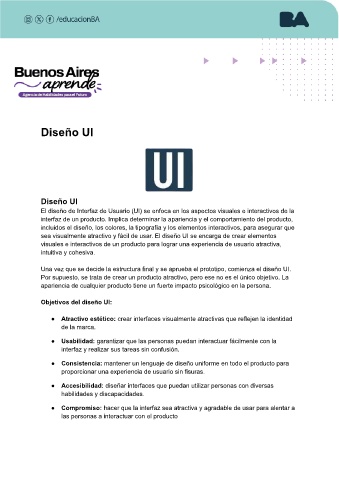 /educacionBA
BA
Buenos Aires
aprende
Agencia de Habilidades para el Futuro
Diseño UI
UI
Diseño UI
El diseño de Interfaz de Usuario (UI) se enfoca en los aspectos visuales e interactivos de la
interfaz de un producto. Implica determinar la apariencia y el comportamiento del producto,
incluidos el diseño, los colores, la tipografía y los elementos interactivos, para asegurar que
sea visualmente atractivo y fácil de usar. El diseño UI se encarga de crear elementos
visuales e interactivos de un producto para lograr una experiencia de usuario atractiva,
intuitiva y cohesiva.
Una vez que se decide la estructura final y se aprueba el prototipo, comienza el diseño UI.
Por supuesto, se trata de crear un producto atractivo, pero ese no es el único objetivo. La
apariencia de cualquier producto tiene un fuerte impacto psicológico en la persona.
Objetivos del diseño UI:
● Atractivo estético: crear interfaces visualmente atractivas que reflejen la identidad
de la marca.
● Usabilidad: garantizar que las personas puedan interactuar fácilmente con la
interfaz y realizar sus tareas sin confusión.
● Consistencia: mantener un lenguaje de diseño uniforme en todo el producto para
proporcionar una experiencia de usuario sin fisuras.
● Accesibilidad: diseñar interfaces que puedan utilizar personas con diversas
habilidades y discapacidades.
● Compromiso: hacer que la interfaz sea atractiva y agradable de usar para alentar a
las personas a interactuar con el producto